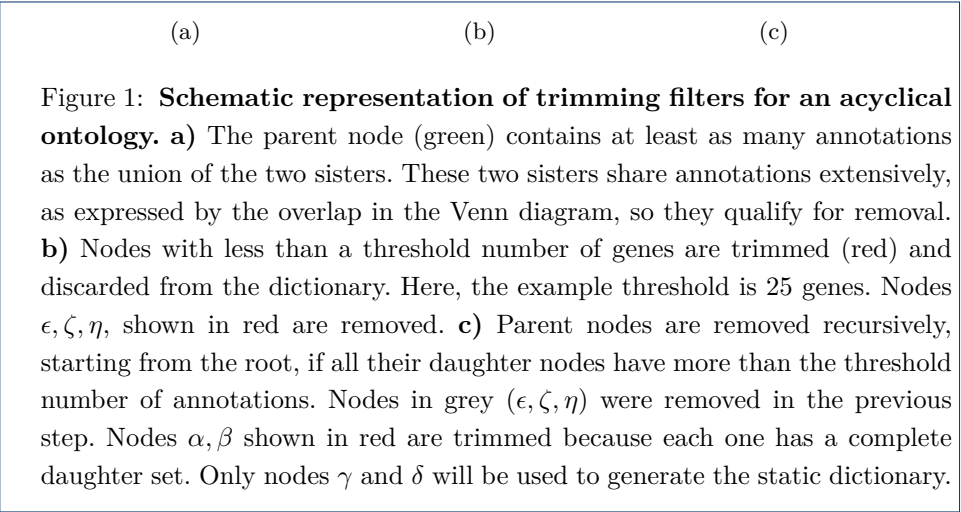 (a) (b) (c)
Figure 1: Schematic representation of trimming filters for an acyclical
ontology. a) The parent node (green) contains at least as many annotations
as the union of the two sisters. These two sisters share annotations extensively,
as expressed by the overlap in the Venn diagram, so they qualify for removal.
b) Nodes with less than a threshold number of genes are trimmed (red) and
discarded from the dictionary. Here, the example threshold is 25 genes. Nodes
ϵ, ζ, η, shown in red are removed. c) Parent nodes are removed recursively,
starting from the root, if all their daughter nodes have more than the threshold
number of annotations. Nodes in grey (ϵ, ζ, η) were removed in the previous
step. Nodes α, β shown in red are trimmed because each one has a complete
daughter set. Only nodes γ and δ will be used to generate the static dictionary.